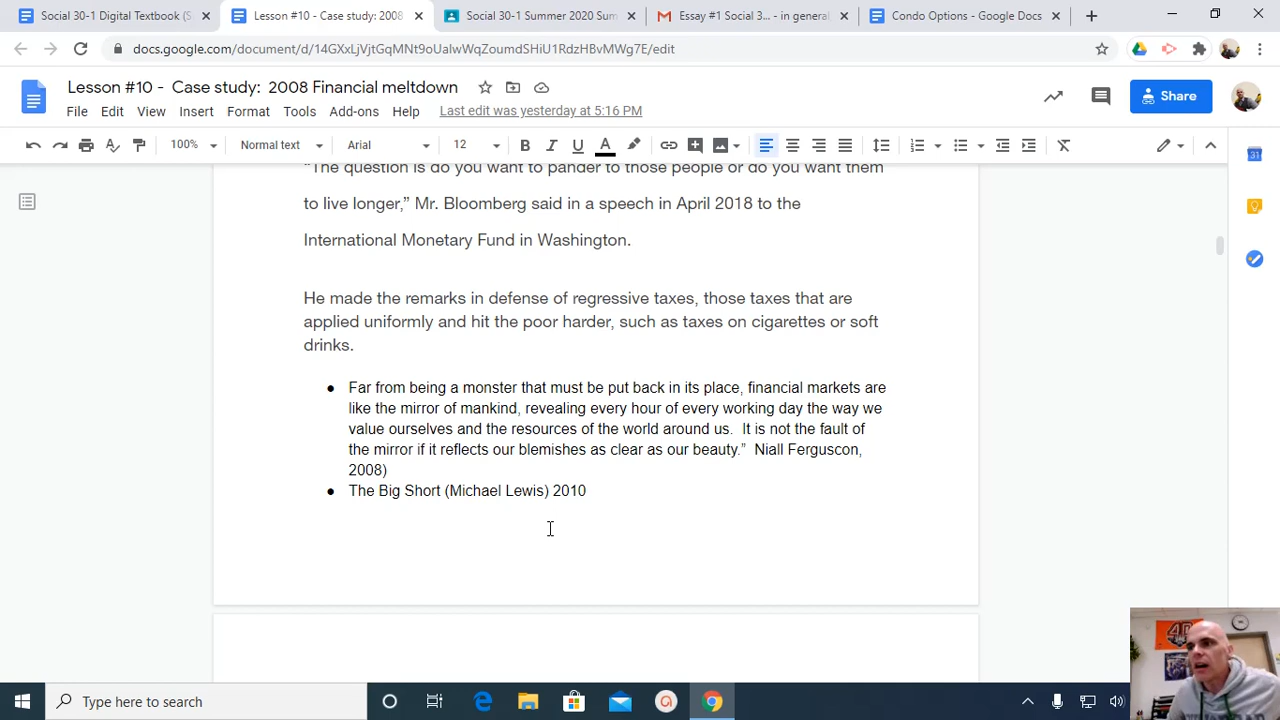 Social 30-1 Digital Textbook
Lesson #10 - Case study: 2008
Social 30-1 Summer 2020 Sum
Essay #1 Social 3... - in general
Condo Options - Google Docs
docs.google.com/document/d/14GXxLjVjtGqMNt9oUalwWqZoumdSHiU1RdzHBvMWg7E/edit
Lesson #10 - Case study: 2008 Financial meltdown
File Edit View Insert Format Tools Add-ons Help Last edit was yesterday at 5:16 PM
Share
100% Normal text Arial 12 B I U A
31
"The question is do you want to pander to those people or do you want them
to live longer," Mr. Bloomberg said in a speech in April 2018 to the
International Monetary Fund in Washington.
He made the remarks in defense of regressive taxes, those taxes that are
applied uniformly and hit the poor harder, such as taxes on cigarettes or soft
drinks.
● Far from being a monster that must be put back in its place, financial markets are
like the mirror of mankind, revealing every hour of every working day the way we
value ourselves and the resources of the world around us. It is not the fault of
the mirror if it reflects our blemishes as clear as our beauty." Niall Ferguscon,
2008)
● The Big Short (Michael Lewis) 2010
Type here to search